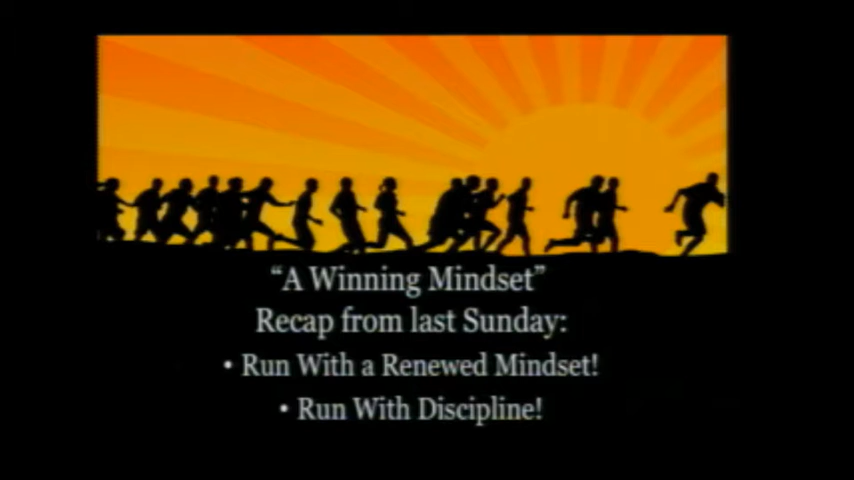 “A Winning Mindset”
Recap from last Sunday:
• Run With a Renewed Mindset!
• Run With Discipline!